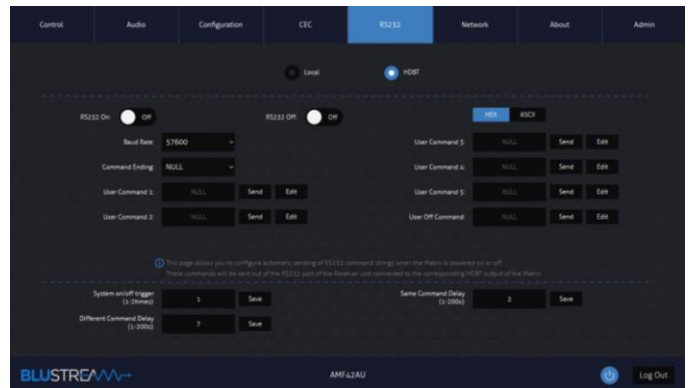 Control Audio Configuration CEC RS232 Network About Admin
Local HDBT
RS232 On: Off RS232 Off: Off HEX ASCII
Baud Rate: 57600 User Command 3: NULL Send Edit
Command Ending: NULL User Command 4: NULL Send Edit
User Command 1: NULL Send Edit User Command 5: NULL Send Edit
User Command 2: NULL Send Edit User Off Command: NULL Send Edit
This page allows you to configure automatic sending of RS232 command strings when the Matrix is powered on or off.
These commands will be sent out of the RS232 port of the Receiver unit connected to the corresponding HDBT output of the Matrix.
System on/off trigger
(1-2times) 1 Save Same Command Delay
(1-200s) 2 Save
Different Command Delay
(1-200s) 7 Save
BLUSTREAM AMF42AU Log Out